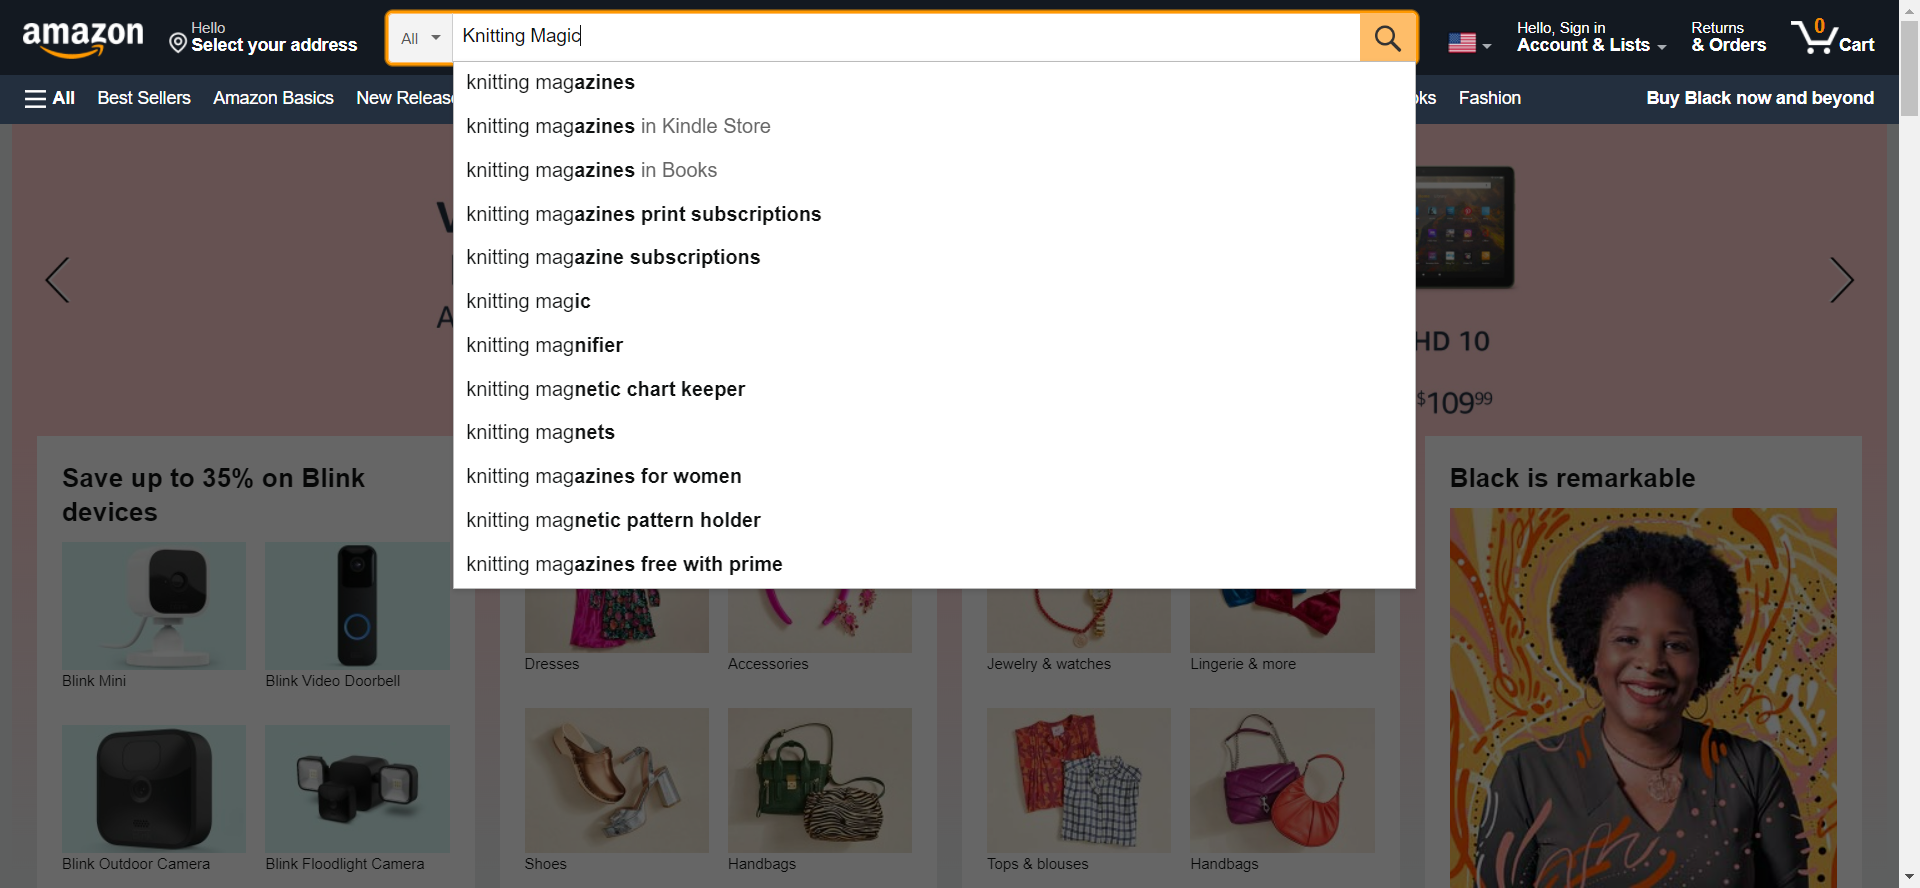 amazon
Hello
Select your address
All
Knitting Magic
Hello, Sign in
Account & Lists
Returns
& Orders
0
Cart
All
Best Sellers
Amazon Basics
New Releas
Fashion
Buy Black now and beyond
knitting magazines
knitting magazines in Kindle Store
knitting magazines in Books
knitting magazines print subscriptions
knitting magazine subscriptions
knitting magic
knitting magnifier
knitting magnetic chart keeper
knitting magnets
knitting magazines for women
knitting magnetic pattern holder
knitting magazines free with prime
HD 10
$10999
Save up to 35% on Blink
devices
Blink Mini
Blink Video Doorbell
Blink Outdoor Camera
Blink Floodlight Camera
Dresses
Accessories
Shoes
Handbags
Jewelry & watches
Lingerie & more
Tops & blouses
Handbags
Black is remarkable